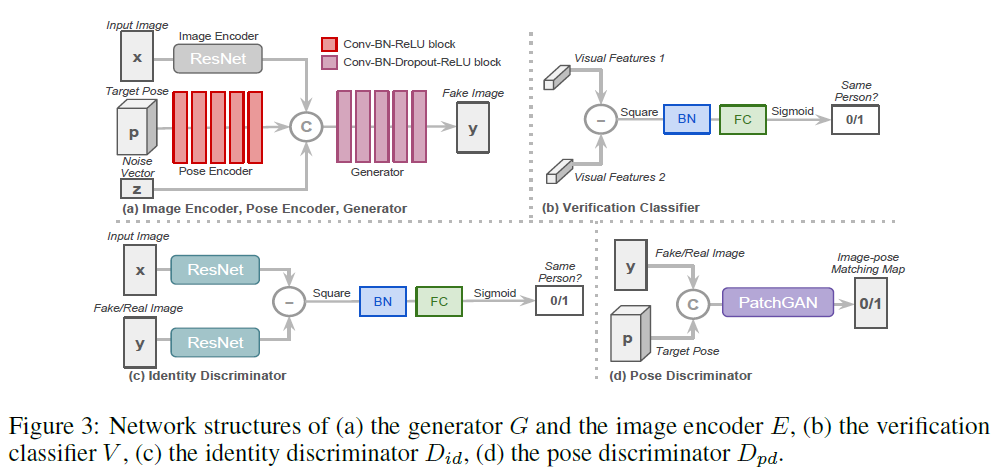 Input Image
Image Encoder
x
ResNet
Conv-BN-ReLU block
Conv-BN-Dropout-ReLU block
Target Pose
p
Pose Encoder
C
Generator
Fake Image
y
Noise
Vector
z
(a) Image Encoder, Pose Encoder, Generator
Visual Features 1
−
Square
BN
FC
Sigmoid
Same
Person?
0/1
Visual Features 2
(b) Verification Classifier
Input Image
x
ResNet
Fake/Real Image
y
ResNet
−
Square
BN
FC
Sigmoid
Same
Person?
0/1
(c) Identity Discriminator
Fake/Real Image
y
C
PatchGAN
Image-pose
Matching Map
0/1
p
Target Pose
(d) Pose Discriminator
Figure 3: Network structures of (a) the generator G and the image encoder E, (b) the verification
classifier V, (c) the identity discriminator D_id, (d) the pose discriminator D_pd.